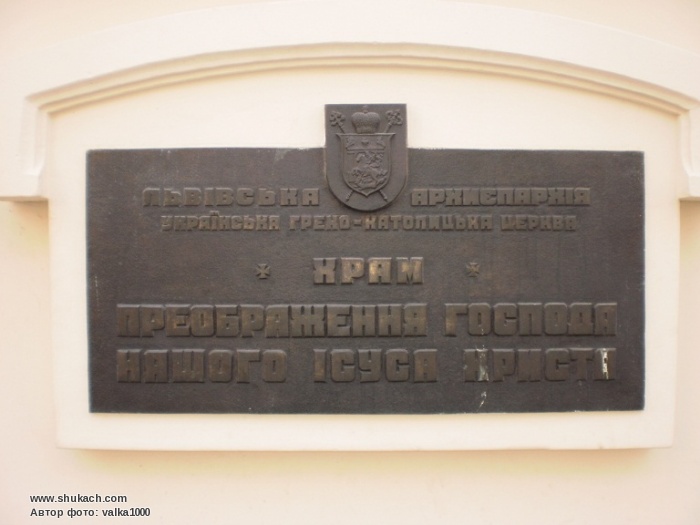 ЛЬВІВСЬКА АРХИЄПАРХІЯ
УКРАЇНСЬКА ГРЕКО-КАТОЛИЦЬКА ЦЕРКВА
ХРАМ
ПРЕОБРАЖЕННЯ ГОСПОДА
НАШОГО ІСУСА ХРИСТА
www.shukach.com
Автор фото: valka1000